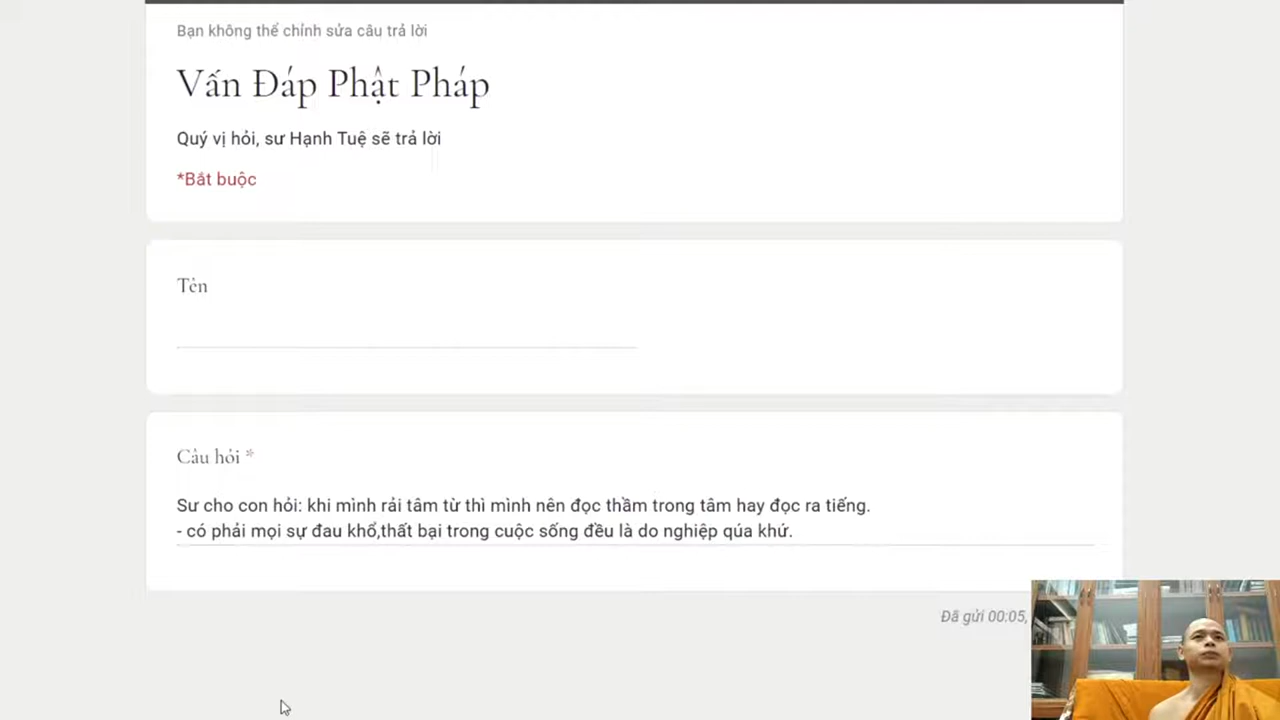 Bạn không thể chỉnh sửa câu trả lời
Vấn Đáp Phật Pháp
Quý vị hỏi, sư Hạnh Tuệ sẽ trả lời
*Bắt buộc
Tên
Câu hỏi *
Sư cho con hỏi: khi mình rải tâm từ thì mình nên đọc thầm trong tâm hay đọc ra tiếng.
- có phải mọi sự đau khổ,thất bại trong cuộc sống đều là do nghiệp qúa khứ.
Đã gửi 00:05,